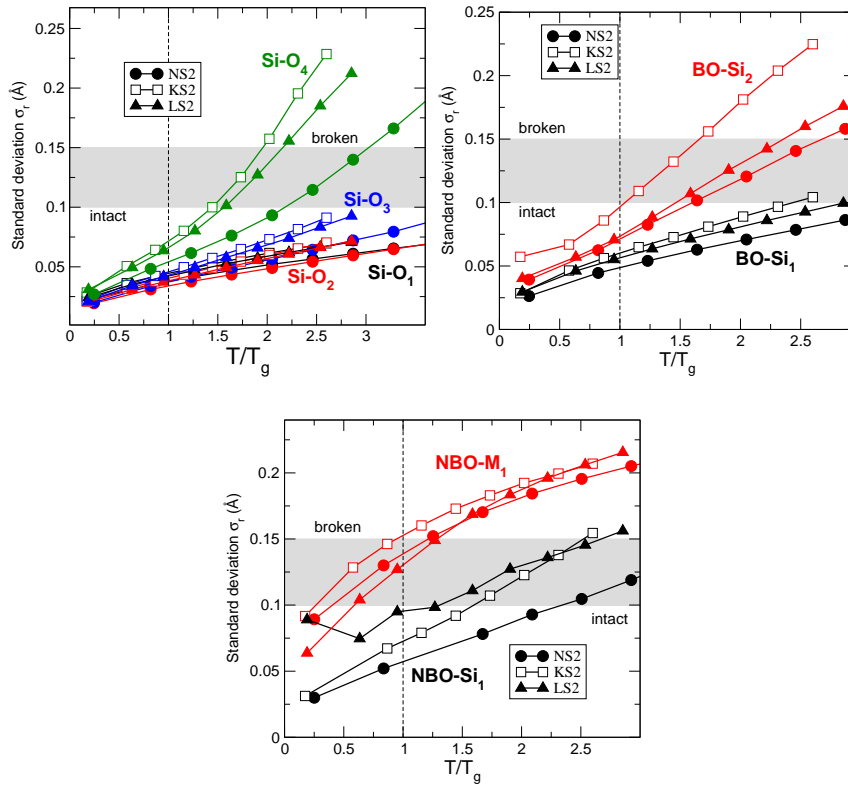 0.25
0.2
0.15
0.1
0.05
0
Standard deviation σr (Å)
NS2
KS2
LS2
Si-O4
broken
intact
Si-O3
Si-O2
Si-O1
0 0.5 1 1.5 2 2.5 3
T/Tg
0.25
0.2
0.15
0.1
0.05
0
Standard deviation σr (Å)
NS2
KS2
LS2
BO-Si2
broken
intact
BO-Si1
0 0.5 1 1.5 2 2.5
T/Tg
0.2
0.15
0.1
0.05
0
Standard deviation σr (Å)
NBO-M1
broken
intact
NS2
KS2
LS2
NBO-Si1
0 0.5 1 1.5 2 2.5
T/Tg